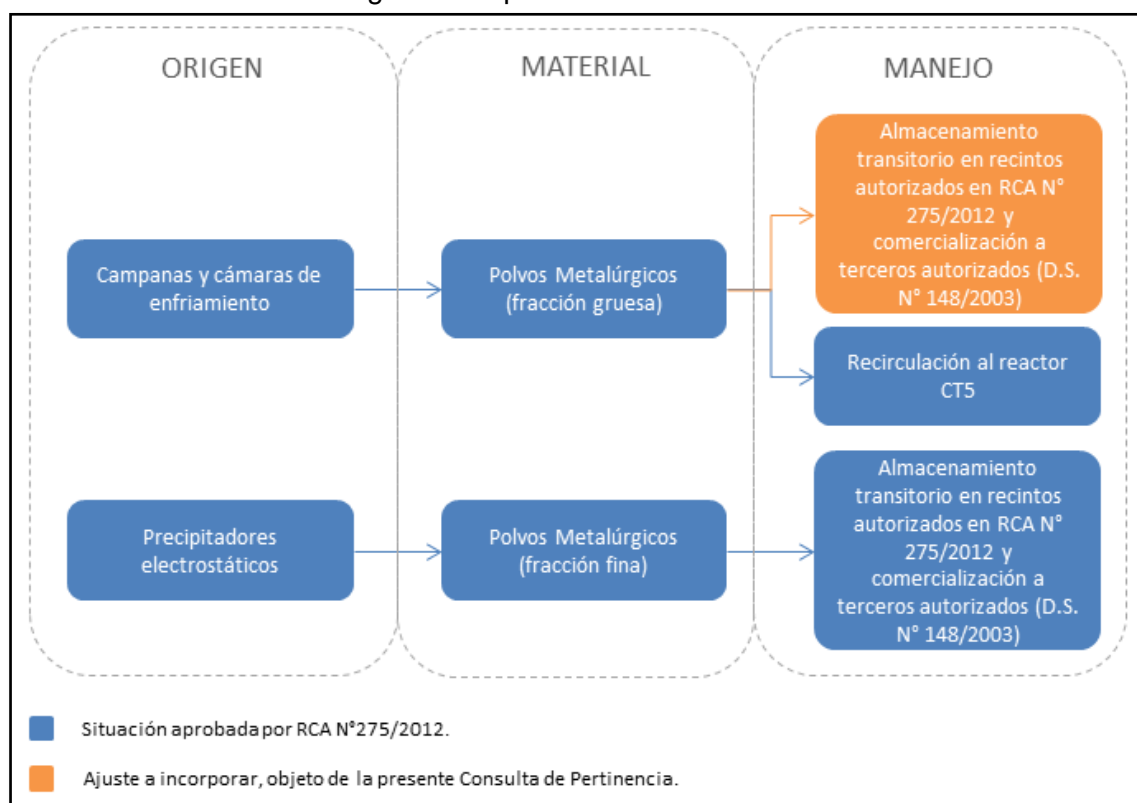 ORIGEN
MATERIAL
MANEJO
Campanas y cámaras de
enfriamiento
Polvos Metalúrgicos
(fracción gruesa)
Almacenamiento
transitorio en recintos
autorizados en RCA N°
275/2012 y
comercialización a
terceros autorizados (D.S.
N° 148/2003)
Recirculación al reactor
CT5
Precipitadores
electrostáticos
Polvos Metalúrgicos
(fracción fina)
Almacenamiento
transitorio en recintos
autorizados en RCA N°
275/2012 y
comercialización a
terceros autorizados (D.S.
N° 148/2003)
Situación aprobada por RCA N°275/2012.
Ajuste a incorporar, objeto de la presente Consulta de Pertinencia.